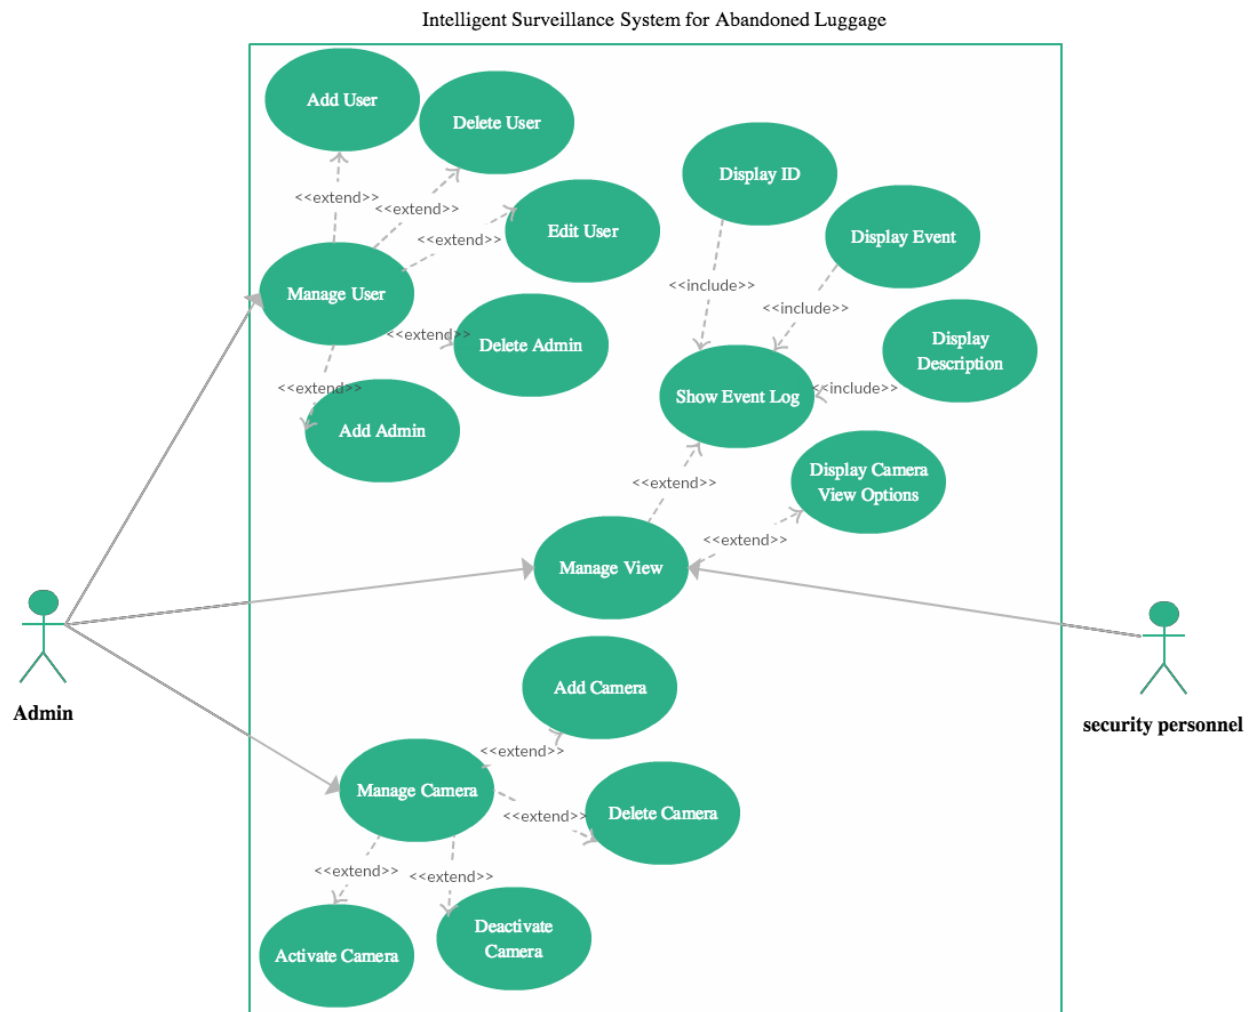 Intelligent Surveillance System for Abandoned Luggage
Add User
Delete User
Display ID
<<extend>>
<<extend>>
Edit User
Display Event
<<extend>>
Manage User
<<include>>
<<include>>
<<extend>>
Delete Admin
Display
Description
<<extend>>
Show Event Log
<<include>>
Add Admin
Display Camera
View Options
<<extend>>
<<extend>>
Manage View
Admin
security personnel
Add Camera
<<extend>>
Manage Camera
<<extend>>
Delete Camera
<<extend>>
<<extend>>
Activate Camera
Deactivate
Camera